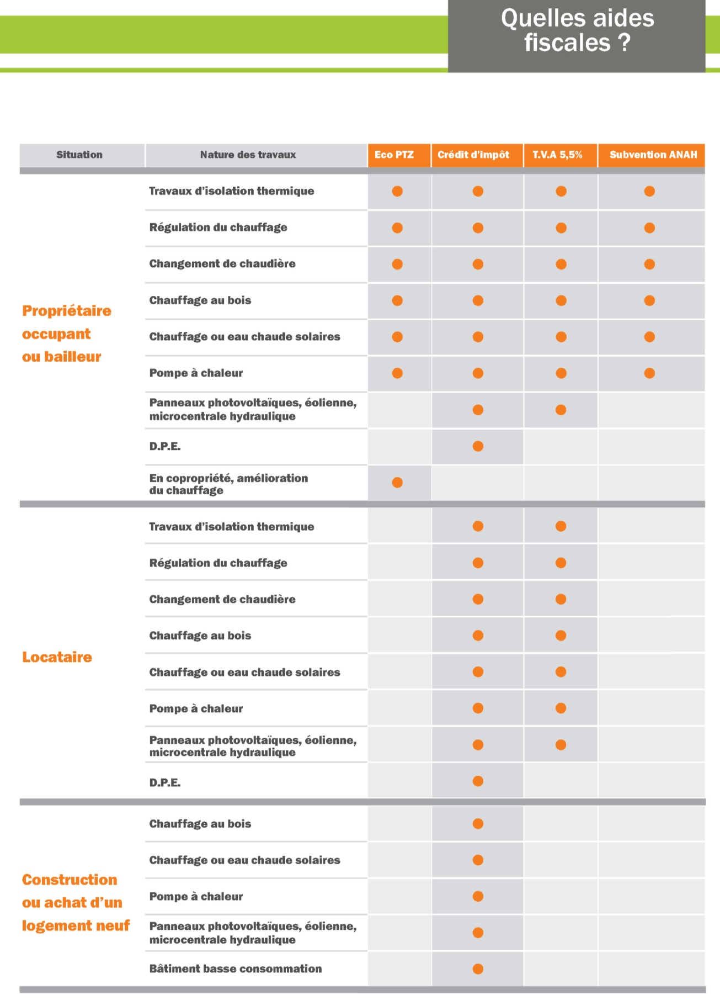 Quelles aides
fiscales ?
Situation Nature des travaux Eco PTZ Crédit d'impôt T.V.A 5,5% Subvention ANAH
Propriétaire
occupant
ou bailleur
Travaux d'isolation thermique
Régulation du chauffage
Changement de chaudière
Chauffage au bois
Chauffage ou eau chaude solaires
Pompe à chaleur
Panneaux photovoltaïques, éolienne,
microcentrale hydraulique
D.P.E.
En copropriété, amélioration
du chauffage
Locataire
Travaux d'isolation thermique
Régulation du chauffage
Changement de chaudière
Chauffage au bois
Chauffage ou eau chaude solaires
Pompe à chaleur
Panneaux photovoltaïques, éolienne,
microcentrale hydraulique
D.P.E.
Construction
ou achat d'un
logement neuf
Chauffage au bois
Chauffage ou eau chaude solaires
Pompe à chaleur
Panneaux photovoltaïques, éolienne,
microcentrale hydraulique
Bâtiment basse consommation